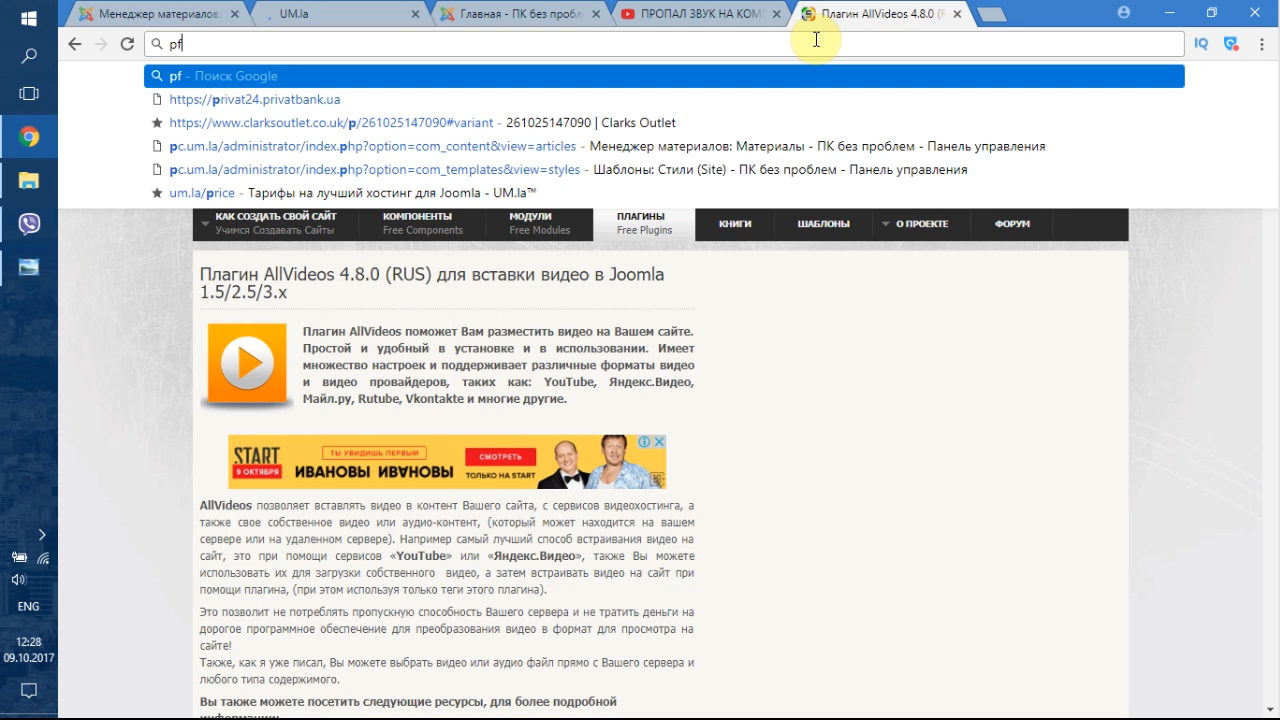 Менеджер материалов
UM.la
Главная - ПК без пробл
ПРОПАЛ ЗВУК НА КОМ
Плагин AllVideos 4.8.0 (R
pf
pf - Поиск Google
https://privat24.privatbank.ua
https://www.clarksoutlet.co.uk/p/261025147090#variant - 261025147090 | Clarks Outlet
pc.um.la/administrator/index.php?option=com_content&view=articles - Менеджер материалов: Материалы - ПК без проблем - Панель управления
pc.um.la/administrator/index.php?option=com_templates&view=styles - Шаблоны: Стили (Site) - ПК без проблем - Панель управления
um.la/price - Тарифы на лучший хостинг для Joomla - UM.la™
КАК СОЗДАТЬ СВОЙ САЙТ
Учимся Создавать Сайты
КОМПОНЕНТЫ
Free Components
МОДУЛИ
Free Modules
ПЛАГИНЫ
Free Plugins
КНИГИ
ШАБЛОНЫ
О ПРОЕКТЕ
ФОРУМ
Плагин AllVideos 4.8.0 (RUS) для вставки видео в Joomla
1.5/2.5/3.x
Плагин AllVideos поможет Вам разместить видео на Вашем сайте.
Простой и удобный в установке и в использовании. Имеет
множество настроек и поддерживает различные форматы видео
и видео провайдеров, таких как: YouTube, Яндекс.Видео,
Майл.ру, Rutube, Vkontakte и многие другие.
START
9 ОКТЯБРЯ
ТЫ УВИДИШЬ ПЕРВЫМ
ИВАНОВЫ ИВАНОВЫ
СМОТРЕТЬ
ТОЛЬКО НА START
AllVideos позволяет вставлять видео в контент Вашего сайта, с сервисов видеохостинга, а
также свое собственное видео или аудио-контент, (который может находится на вашем
сервере или на удаленном сервере). Например самый лучший способ встраивания видео на
сайт, это при помощи сервисов «YouTube» или «Яндекс.Видео», также Вы можете
использовать их для загрузки собственного видео, а затем встраивать видео на сайт при
помощи плагина, (при этом используя только теги этого плагина).
Это позволит не потреблять пропускную способность Вашего сервера и не тратить деньги на
дорогое программное обеспечение для преобразования видео в формат для просмотра на
сайте!
Также, как я уже писал, Вы можете выбрать видео или аудио файл прямо с Вашего сервера и
любого типа содержимого.
Вы также можете посетить следующие ресурсы, для более подробной
информации:
IQ
ENG
12:28
09.10.2017